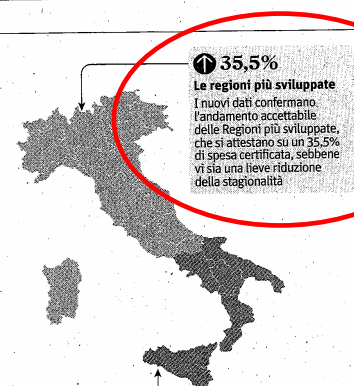 35,5%
Le regioni più sviluppate
I nuovi dati confermano
l'andamento accettabile
delle Regioni più sviluppate,
che si attestano su un 35,5%
di spesa certificata, sebbene
vi sia una lieve riduzione
della stagionalità